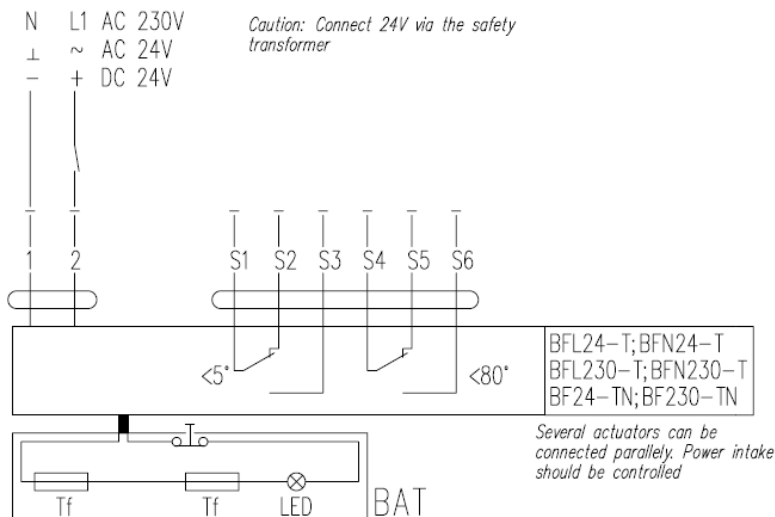 N L1 AC 230V
⊥ ~ AC 24V
− + DC 24V
Caution: Connect 24V via the safety
transformer
1 2 S1 S2 S3 S4 S5 S6
<5° <80°
BFL24-T;BFN24-T
BFL230-T;BFN230-T
BF24-TN;BF230-TN
Several actuators can be
connected parallely. Power intake
should be controlled
Tf Tf LED BAT